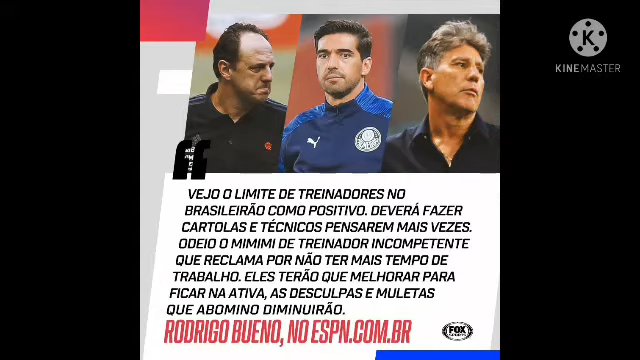 KINEMASTER
VEJO O LIMITE DE TREINADORES NO
BRASILEIRÃO COMO POSITIVO. DEVERÁ FAZER
CARTOLAS E TÉCNICOS PENSAREM MAIS VEZES.
ODEIO O MIMIMI DE TREINADOR INCOMPETENTE
QUE RECLAMA POR NÃO TER MAIS TEMPO DE
TRABALHO. ELES TERÃO QUE MELHORAR PARA
FICAR NA ATIVA, AS DESCULPAS E MULETAS
QUE ABOMINO DIMINUIRÃO.
RODRIGO BUENO, NO ESPN.COM.BR
FOX
SPORTS